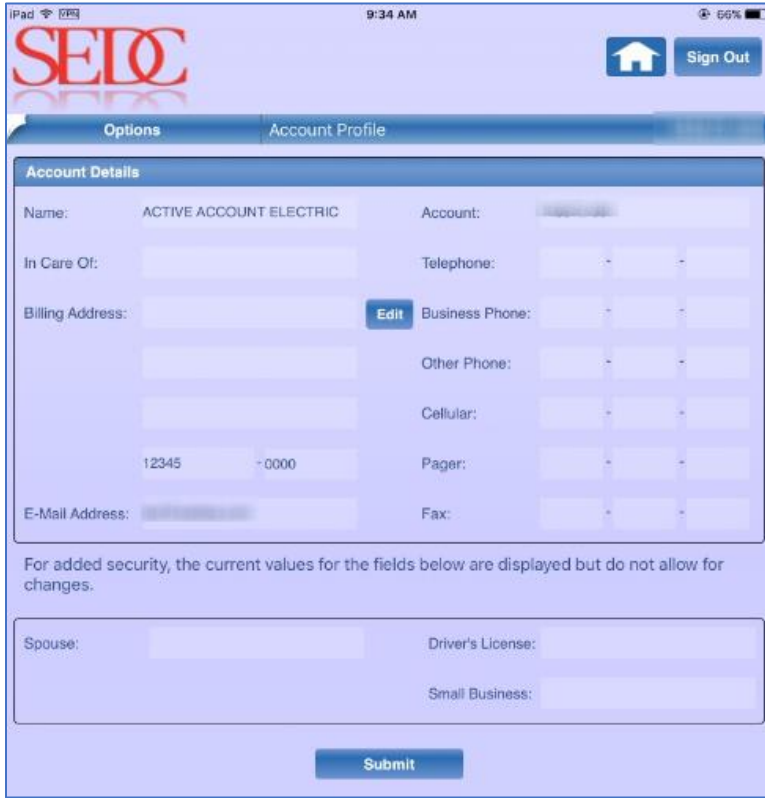 iPad VPN 9:34 AM 66%
SEDC
Sign Out
Options Account Profile
Account Details
Name: ACTIVE ACCOUNT ELECTRIC Account:
In Care Of: Telephone: - -
Billing Address: Edit Business Phone: - -
Other Phone: - -
Cellular: - -
12345 -0000 Pager: - -
E-Mail Address: Fax: - -
For added security, the current values for the fields below are displayed but do not allow for
changes.
Spouse: Driver's License:
Small Business:
Submit